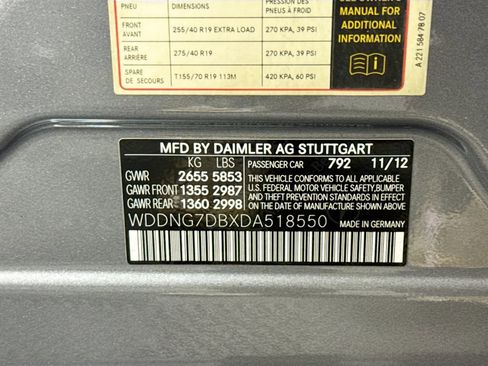 PNEU DIMENSIONS PRESSION DES PNEUS À FROID
SEE OWNER'S MANUAL FOR ADDITIONAL INFORMATION
FRONT AVANT 255/40 R19 EXTRA LOAD 270 KPA, 39 PSI
REAR ARRIÈRE 275/40 R19 270 KPA, 39 PSI
SPARE DE SECOURS T155/70 R19 113M 420 KPA, 60 PSI
A 221 584 78 07
MFD BY DAIMLER AG STUTTGART
KG LBS PASSENGER CAR 792 11/12
GVWR 2655 5853
GAWR FRONT 1355 2987
GAWR REAR 1360 2998
THIS VEHICLE CONFORMS TO ALL APPLICABLE
U.S. FEDERAL MOTOR VEHICLE SAFETY, BUMPER
AND THEFT PREVENTION STANDARDS IN EFFECT
ON THE DATE OF MANUFACTURE SHOWN ABOVE
WDDNG7DBXDA518550 MADE IN GERMANY